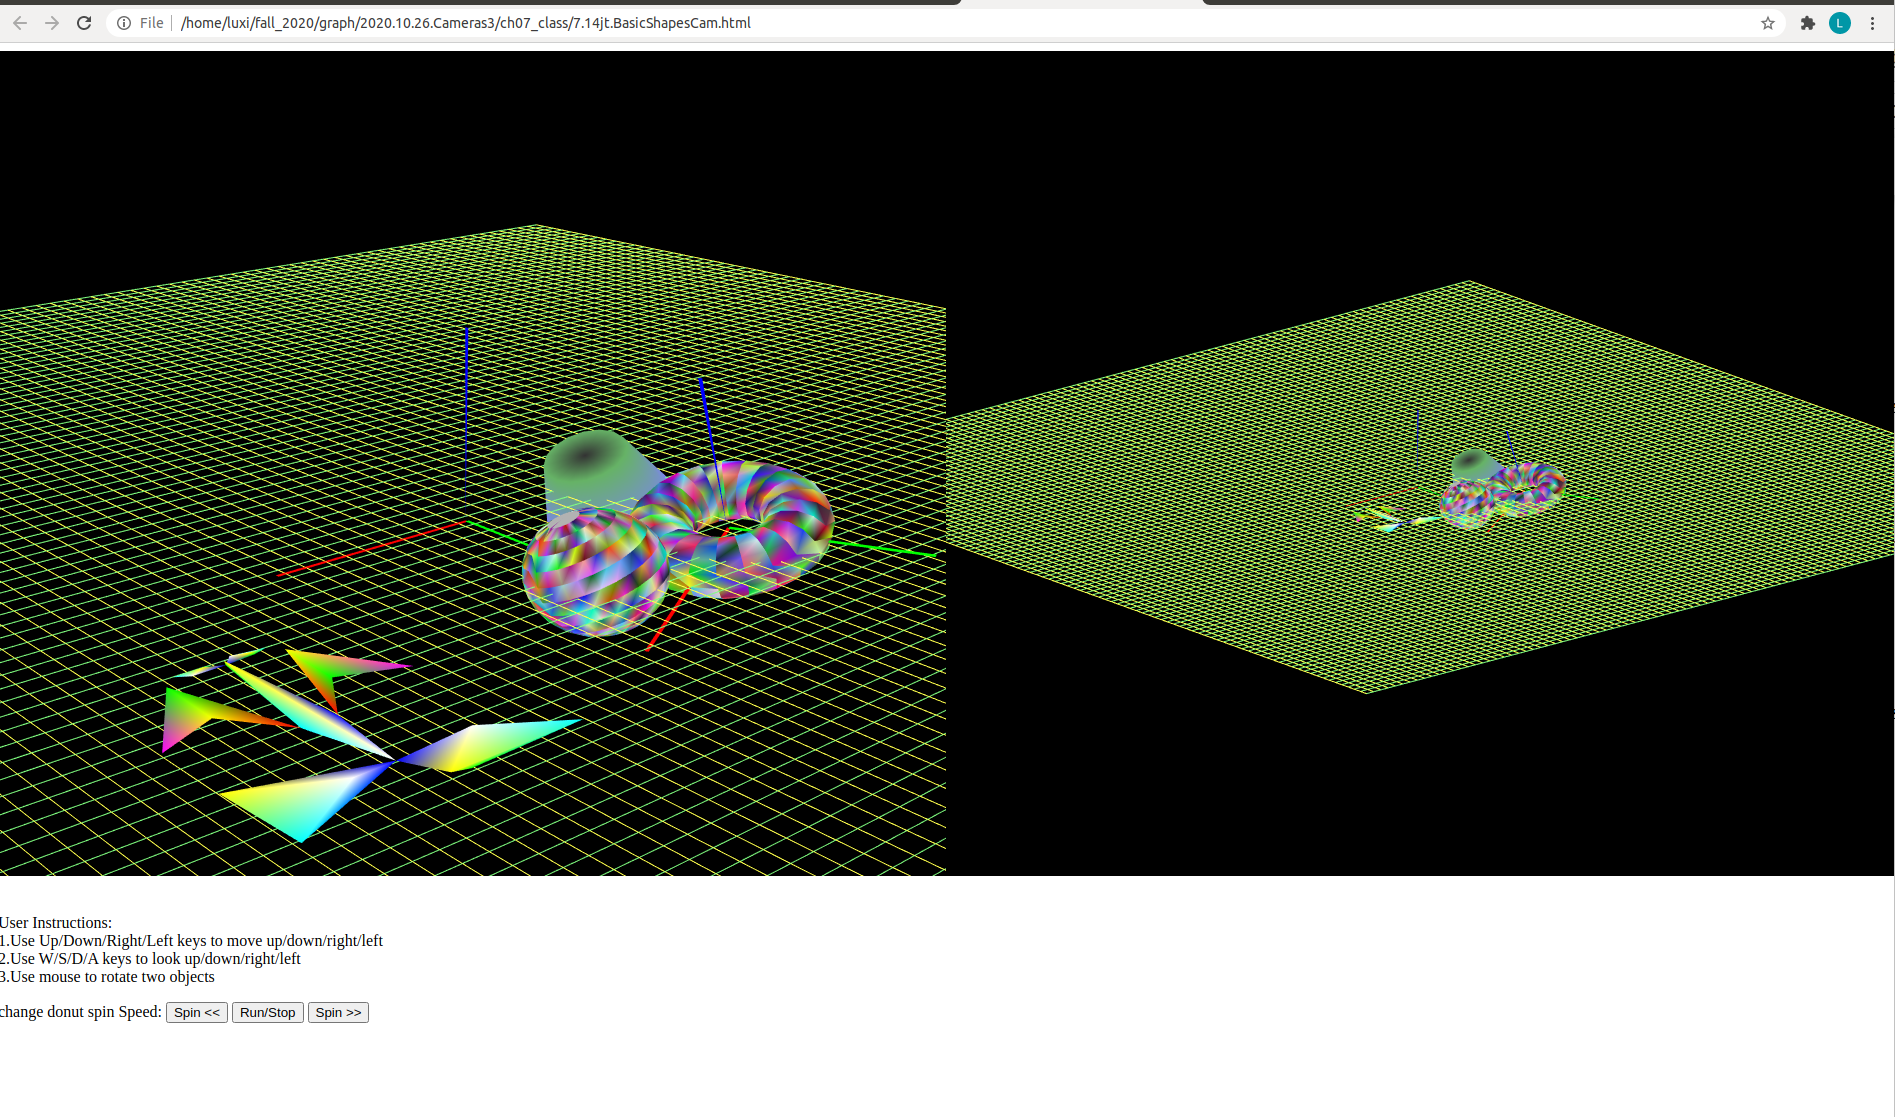 File /home/luxi/fall_2020/graph/2020.10.26.Cameras3/ch07_class/7.14jt.BasicShapesCam.html
L
User Instructions:
1.Use Up/Down/Right/Left keys to move up/down/right/left
2.Use W/S/D/A keys to look up/down/right/left
3.Use mouse to rotate two objects
change donut spin Speed: Spin << Run/Stop Spin >>